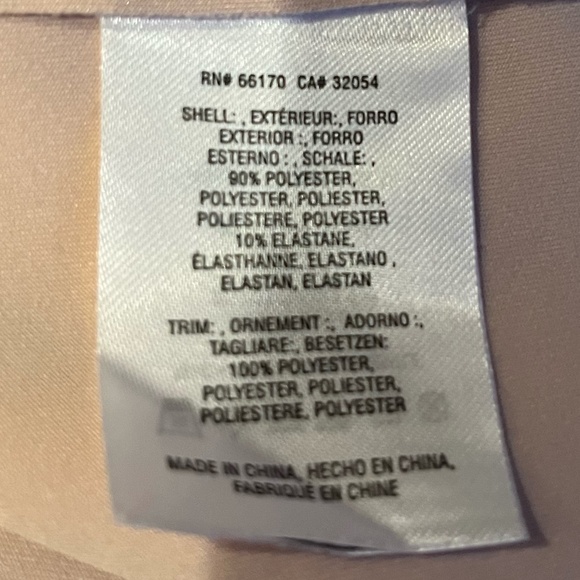 RN# 66170 CA# 32054
SHELL: , EXTÉRIEUR:, FORRO
EXTERIOR :, FORRO
ESTERNO : , SCHALE: ,
90% POLYESTER,
POLYESTER, POLIESTER,
POLIESTERE, POLYESTER
10% ELASTANE,
ÉLASTHANNE, ELASTANO ,
ELASTAN, ELASTAN
TRIM: , ORNEMENT :, ADORNO :,
TAGLIARE:, BESETZEN:
100% POLYESTER,
POLYESTER, POLIESTER,
POLIESTERE, POLYESTER
MADE IN CHINA, HECHO EN CHINA,
FABRIQUÉ EN CHINE